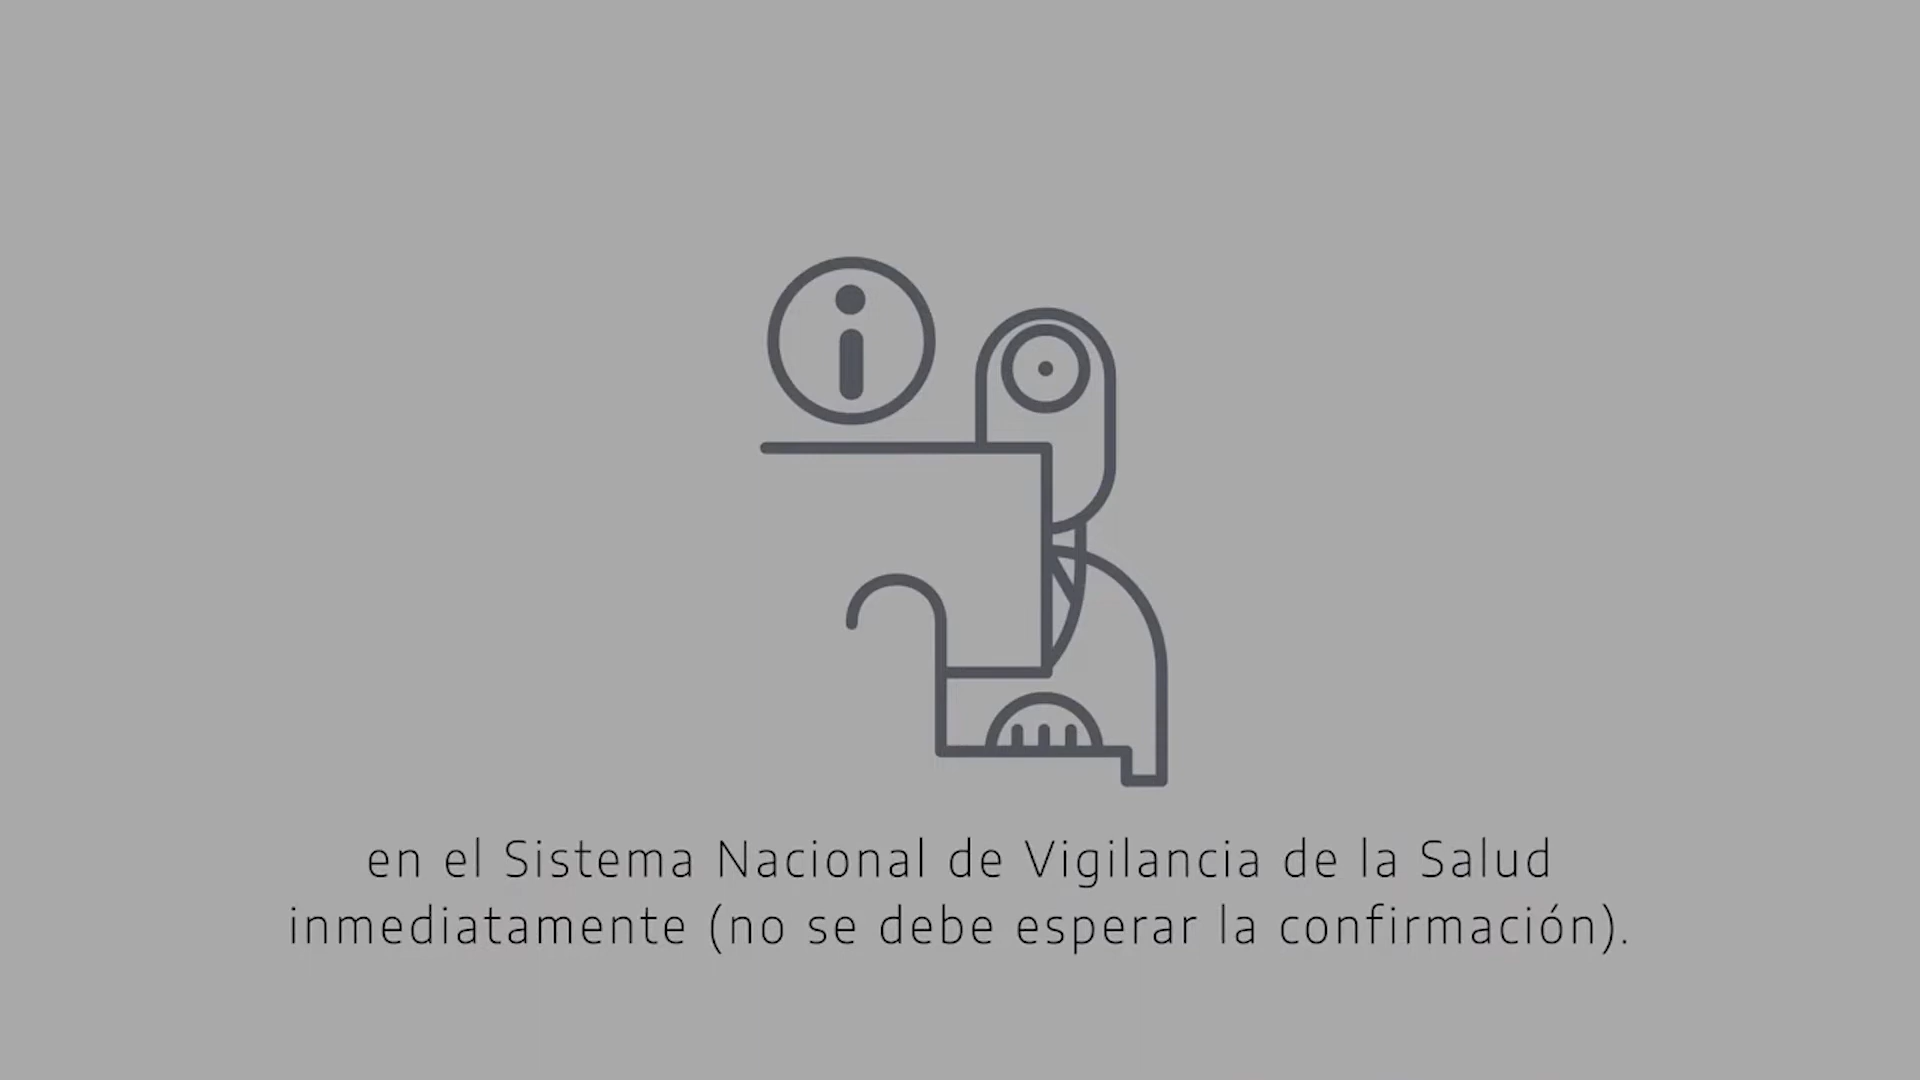 en el Sistema Nacional de Vigilancia de la Salud
inmediatamente (no se debe esperar la confirmación).